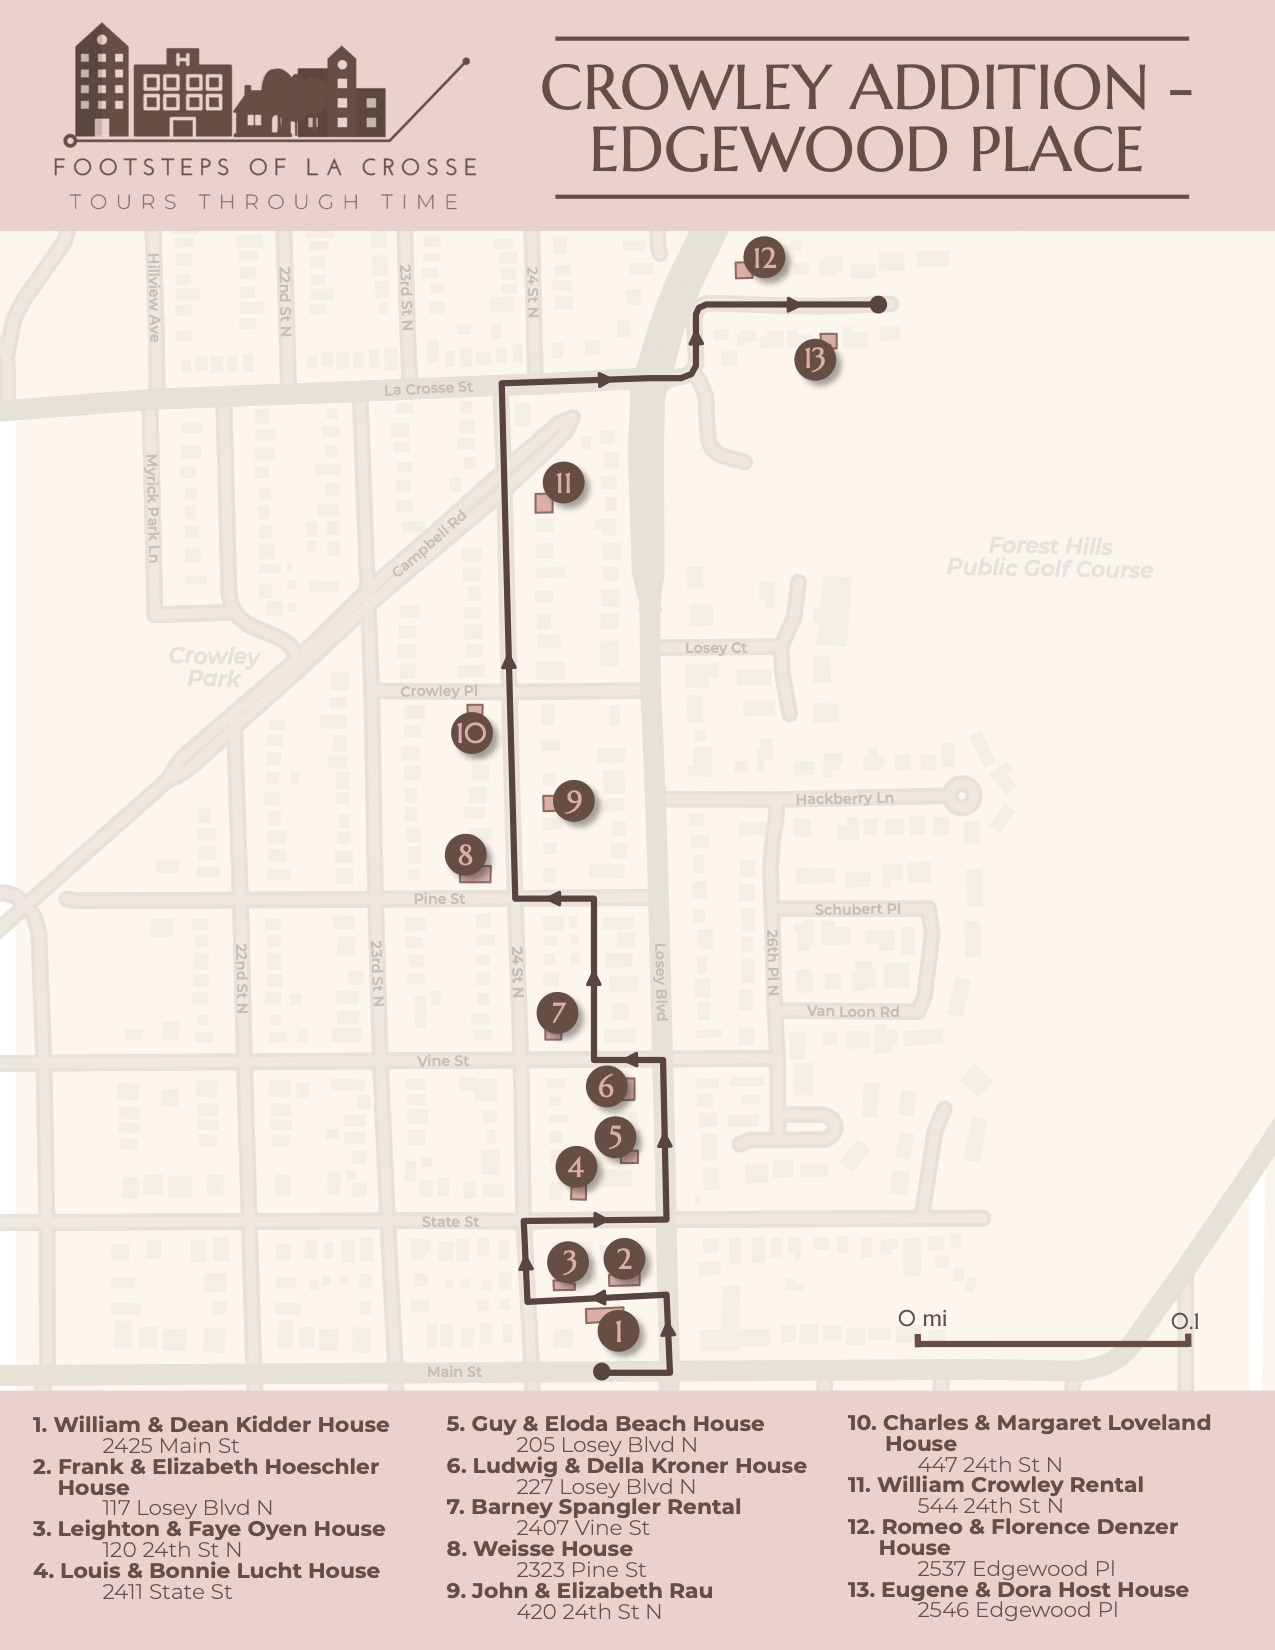 FOOTSTEPS OF LA CROSSE
TOURS THROUGH TIME
CROWLEY ADDITION -
EDGEWOOD PLACE
H
12
Hillview Ave
22nd St N
23rd St N
24 St N
13
La Crosse St
11
Myrick Park Ln
Campbell Rd
Forest Hills
Public Golf Course
Crowley
Park
Losey Ct
Crowley Pl
10
9
Hackberry Ln
8
Pine St
Schubert Pl
22nd St N
23rd St N
24 St N
Losey Blvd
26th Pl N
7
Van Loon Rd
Vine St
6
5
4
State St
3
2
1
0 mi
0.1
Main St
1. William & Dean Kidder House
2425 Main St
2. Frank & Elizabeth Hoeschler
House
117 Losey Blvd N
3. Leighton & Faye Oyen House
120 24th St N
4. Louis & Bonnie Lucht House
2411 State St
5. Guy & Eloda Beach House
205 Losey Blvd N
6. Ludwig & Della Kroner House
227 Losey Blvd N
7. Barney Spangler Rental
2407 Vine St
8. Weisse House
2323 Pine St
9. John & Elizabeth Rau
420 24th St N
10. Charles & Margaret Loveland
House
447 24th St N
11. William Crowley Rental
544 24th St N
12. Romeo & Florence Denzer
House
2537 Edgewood Pl
13. Eugene & Dora Host House
2546 Edgewood Pl